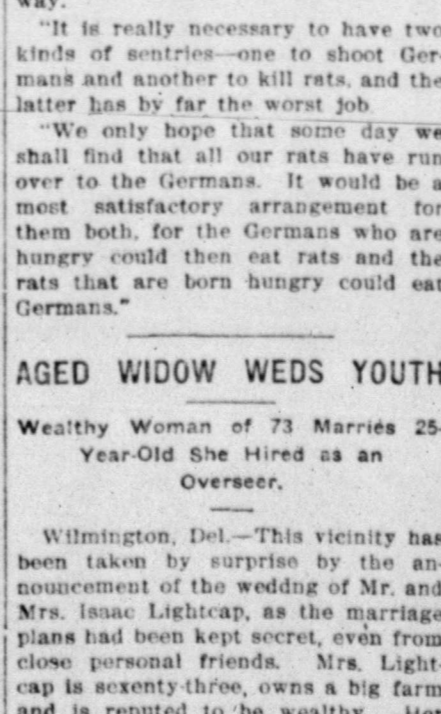 way.
"It is really necessary to have two
kinds of sentries—one to shoot Ger
mans and another to kill rats, and the
latter has by far the worst job
"We only hope that some day we
shall find that all our rats have run
over to the Germans. It would be a
most satisfactory arrangement for
them both, for the Germans who are
hungry could then eat rats and the
rats that are born hungry could eat
Germans."
AGED WIDOW WEDS YOUTH
Wealthy Woman of 73 Marries 25-
Year-Old She Hired as an
Overseer.
Wilmington, Del.—This vicinity has
been taken by surprise by the an
nouncement of the weddng of Mr. and
Mrs. Isaac Lightcap, as the marriage
plans had been kept secret, even from
close personal friends. Mrs. Light-
cap is sexenty-three, owns a big farm
and is reputed to be wealthy. Her